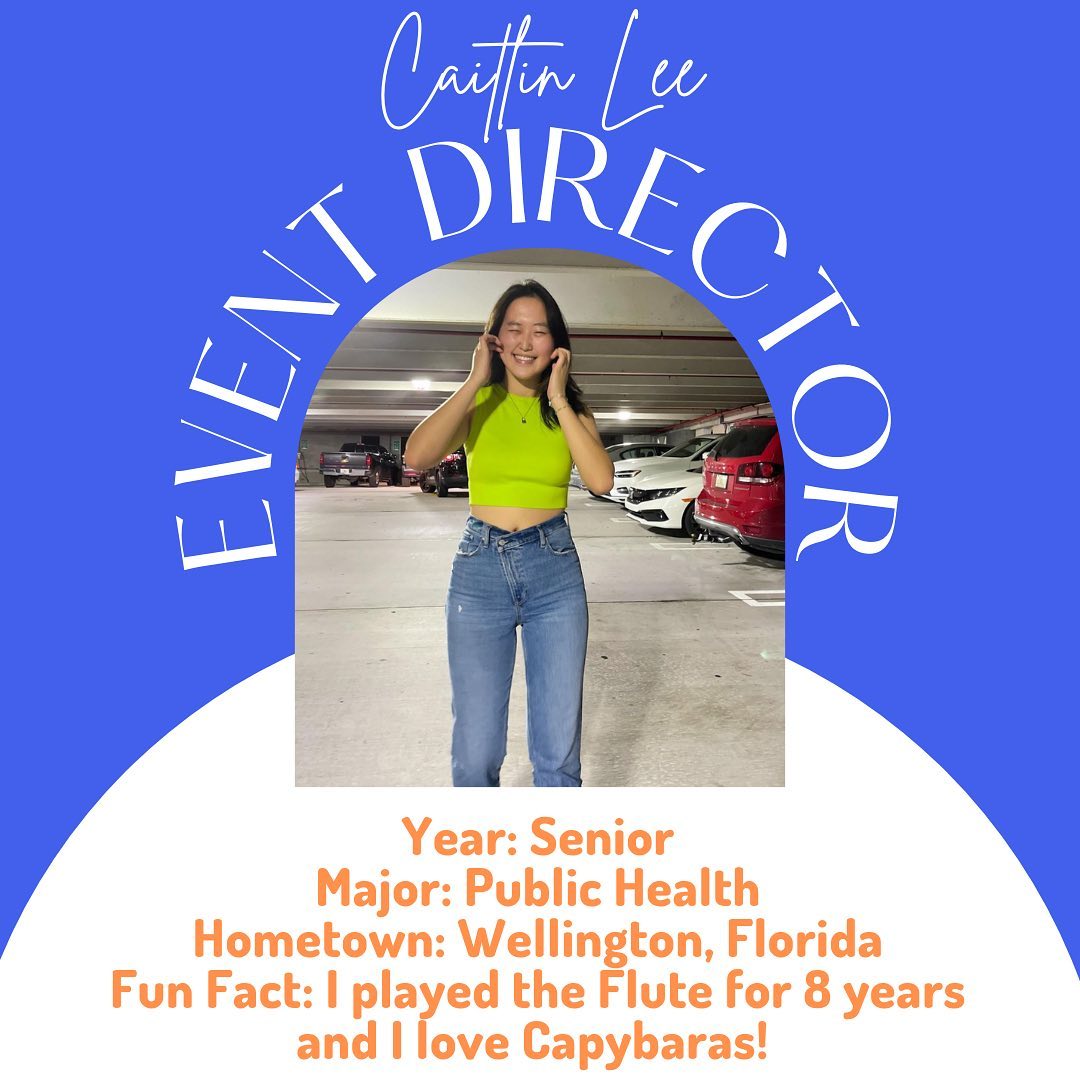 Caitlin Lee
EVENT DIRECTOR
Year: Senior
Major: Public Health
Hometown: Wellington, Florida
Fun Fact: I played the Flute for 8 years
and I love Capybaras!